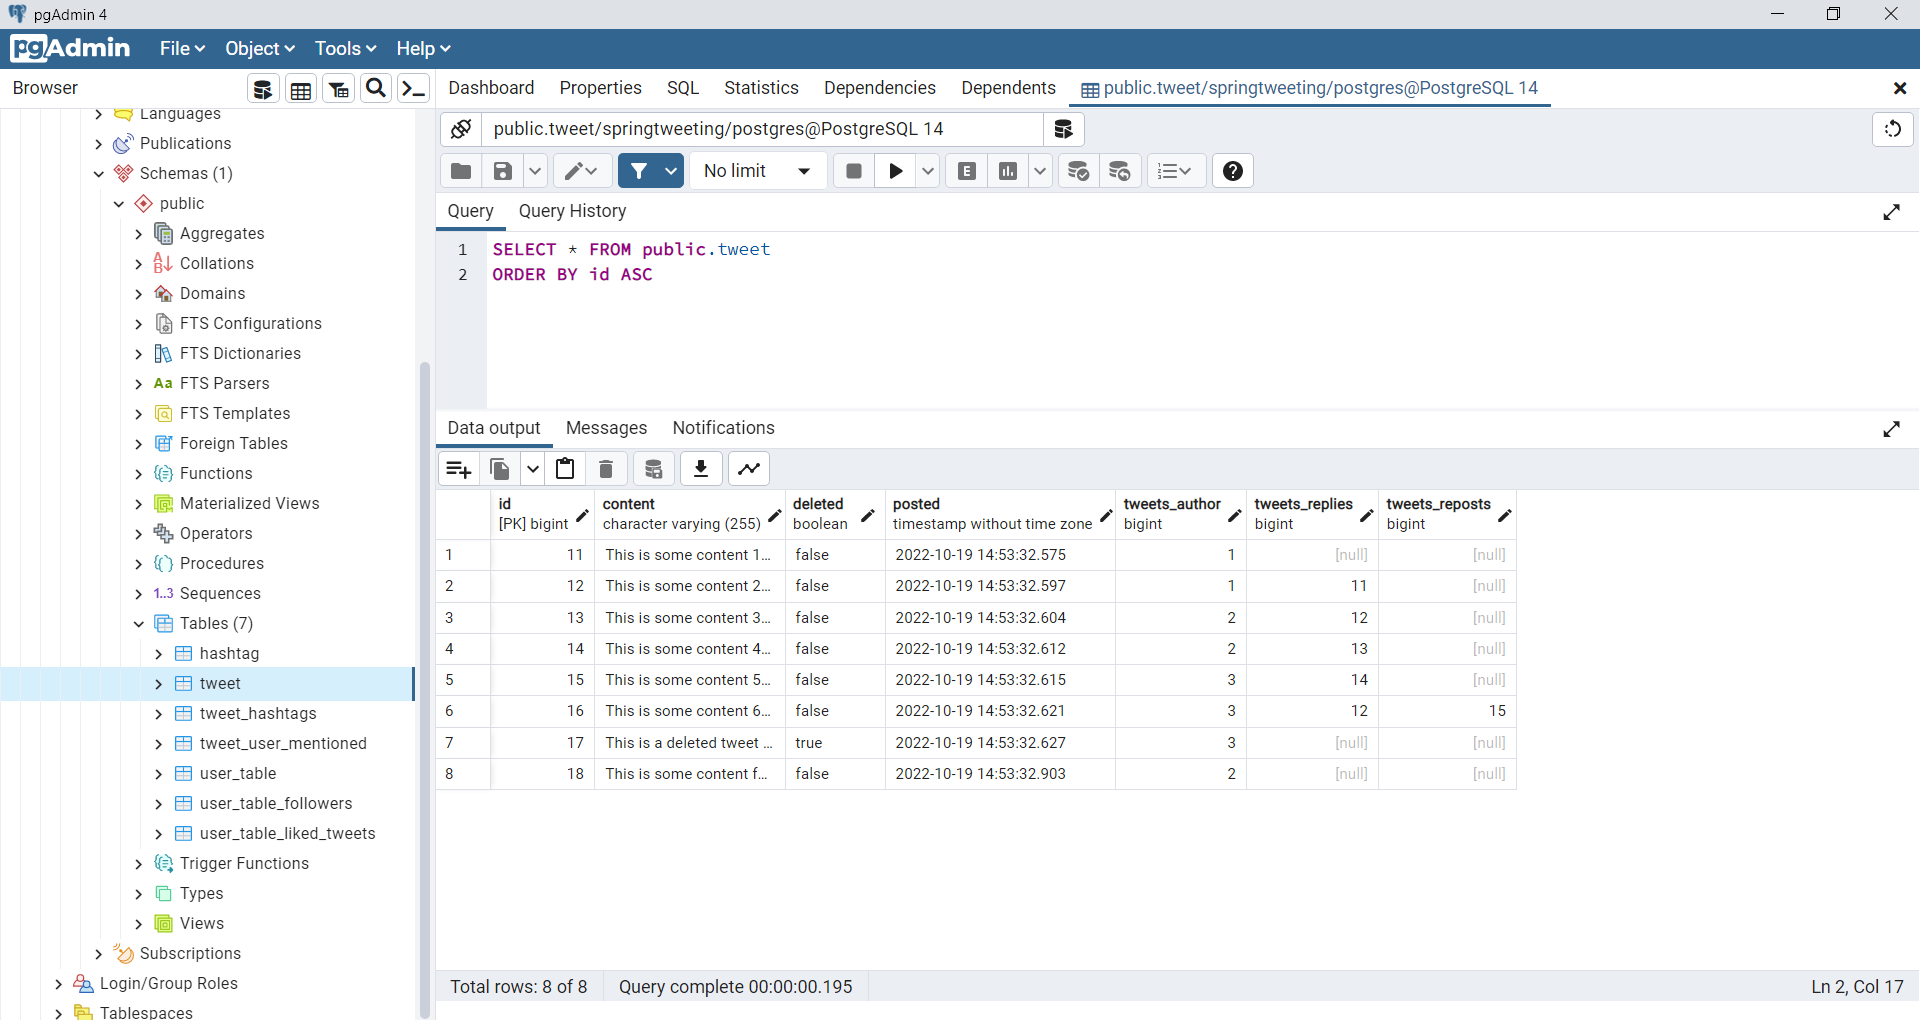 pgAdmin 4
pgAdmin File Object Tools Help
Browser
Languages
Publications
Schemas (1)
public
Aggregates
Collations
Domains
FTS Configurations
FTS Dictionaries
Aa FTS Parsers
FTS Templates
Foreign Tables
Functions
Materialized Views
Operators
Procedures
1..3 Sequences
Tables (7)
hashtag
tweet
tweet_hashtags
tweet_user_mentioned
user_table
user_table_followers
user_table_liked_tweets
Trigger Functions
Types
Views
Subscriptions
Login/Group Roles
Tablespaces
Dashboard Properties SQL Statistics Dependencies Dependents public.tweet/springtweeting/postgres@PostgreSQL 14
public.tweet/springtweeting/postgres@PostgreSQL 14
No limit E
Query Query History
1 SELECT * FROM public.tweet
2 ORDER BY id ASC
Data output Messages Notifications
id content deleted posted tweets_author tweets_replies tweets_reposts
[PK] bigint character varying (255) boolean timestamp without time zone bigint bigint bigint
1 11 This is some content 1... false 2022-10-19 14:53:32.575 1 [null] [null]
2 12 This is some content 2... false 2022-10-19 14:53:32.597 1 11 [null]
3 13 This is some content 3... false 2022-10-19 14:53:32.604 2 12 [null]
4 14 This is some content 4... false 2022-10-19 14:53:32.612 2 13 [null]
5 15 This is some content 5... false 2022-10-19 14:53:32.615 3 14 [null]
6 16 This is some content 6... false 2022-10-19 14:53:32.621 3 12 15
7 17 This is a deleted tweet ... true 2022-10-19 14:53:32.627 3 [null] [null]
8 18 This is some content f... false 2022-10-19 14:53:32.903 2 [null] [null]
Total rows: 8 of 8 Query complete 00:00:00.195 Ln 2, Col 17